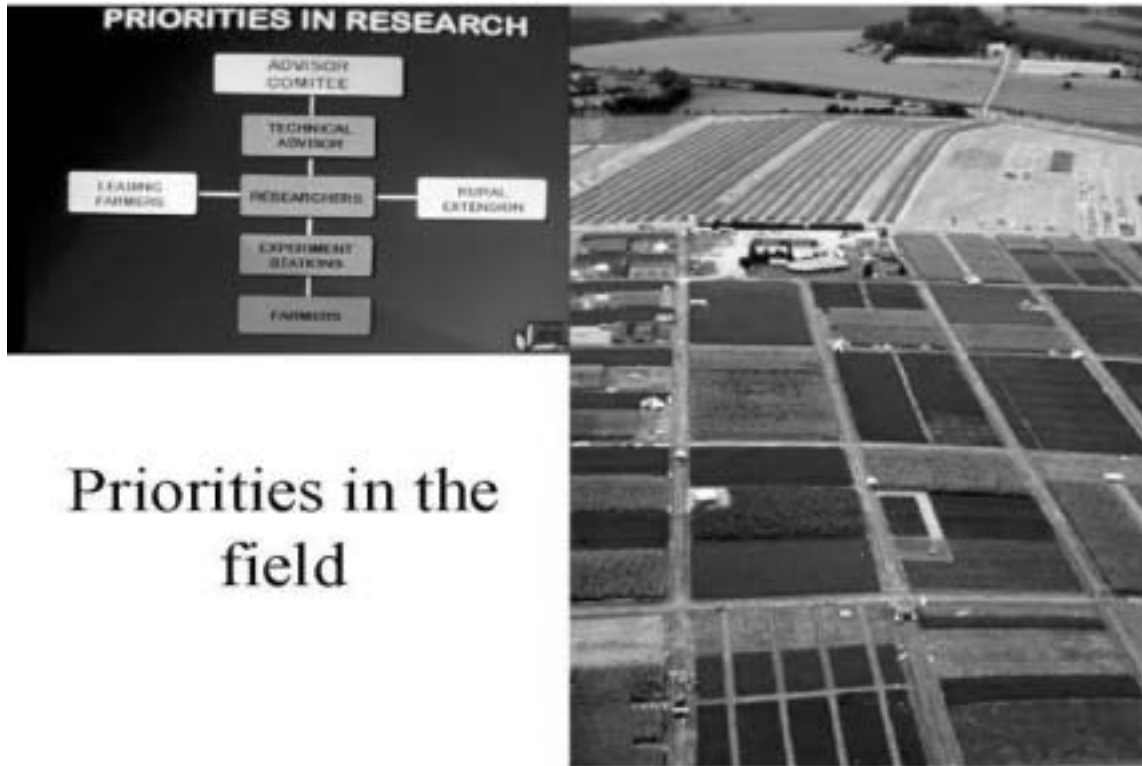 PRIORITIES IN RESEARCH
ADVISOR
COMITEE
TECHNICAL
ADVISOR
LEADING
FARMERS
RESEARCHERS
RURAL
EXTENSION
EXPERIMENT
STATIONS
FARMERS
Priorities in the
field